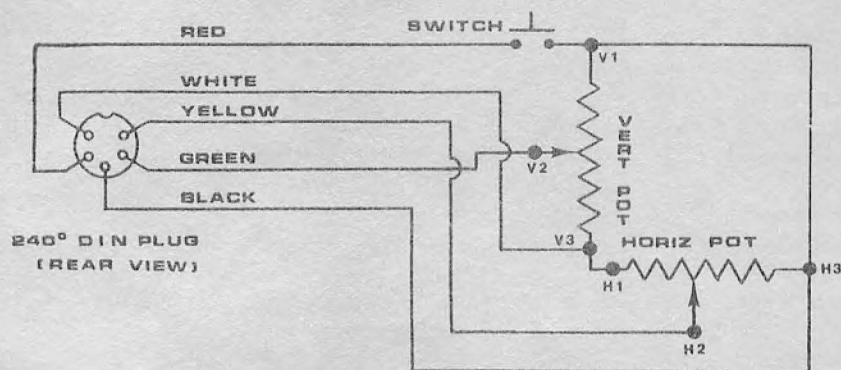 RED
SWITCH
V1
WHITE
YELLOW
VERT POT
GREEN
V2
BLACK
V3
HORIZ POT
240° DIN PLUG
(REAR VIEW)
H1
H3
H2